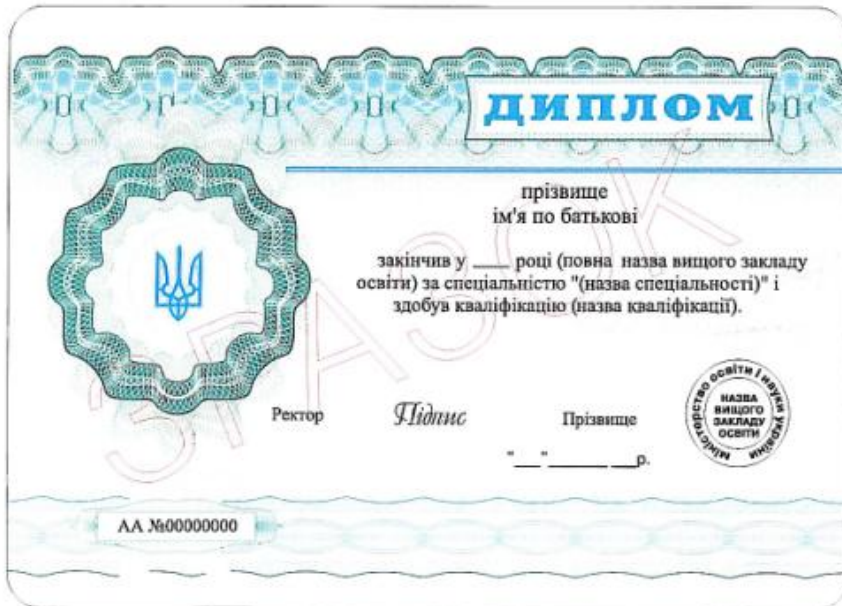 ДИПЛОМ
прізвище
ім'я по батькові
закінчив у ____ році (повна назва вищого закладу
освіти) за спеціальністю "(назва спеціальності)" і
здобув кваліфікацію (назва кваліфікації).
ЗРАЗОК
Ректор Підпис Прізвище
"___"_______ ___р.
міністерство освіти і науки україни
НАЗВА
ВИЩОГО
ЗАКЛАДУ
ОСВІТИ
АА №00000000